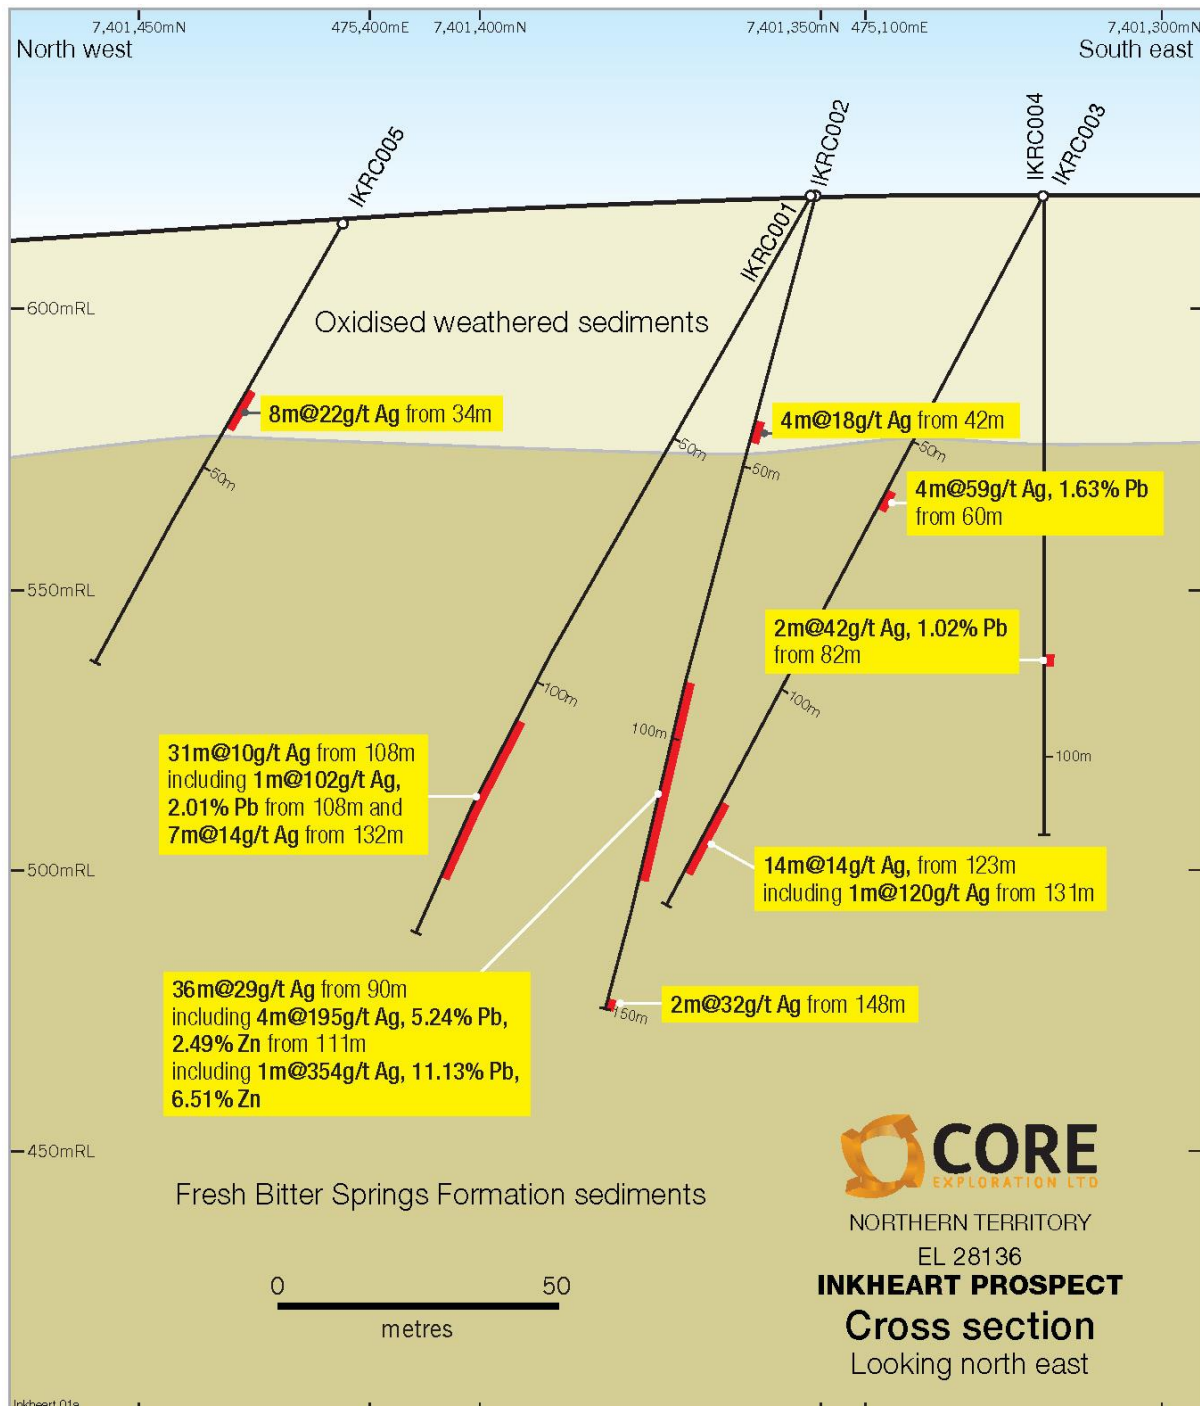 7,401,450mN
475,400mE
7,401,400mN
7,401,350mN
475,100mE
7,401,300mN
North west
South east
IKRC005
IKRC001
IKRC002
IKRC004
IKRC003
600mRL
Oxidised weathered sediments
8m@22g/t Ag from 34m
4m@18g/t Ag from 42m
50m
50m
50m
50m
4m@59g/t Ag, 1.63% Pb
from 60m
550mRL
2m@42g/t Ag, 1.02% Pb
from 82m
100m
100m
100m
100m
31m@10g/t Ag from 108m
including 1m@102g/t Ag,
2.01% Pb from 108m and
7m@14g/t Ag from 132m
14m@14g/t Ag, from 123m
including 1m@120g/t Ag from 131m
500mRL
36m@29g/t Ag from 90m
including 4m@195g/t Ag, 5.24% Pb,
2.49% Zn from 111m
including 1m@354g/t Ag, 11.13% Pb,
6.51% Zn
2m@32g/t Ag from 148m
150m
450mRL
Fresh Bitter Springs Formation sediments
0
50
metres
CORE
EXPLORATION LTD
NORTHERN TERRITORY
EL 28136
INKHEART PROSPECT
Cross section
Looking north east
Inkheart 01a